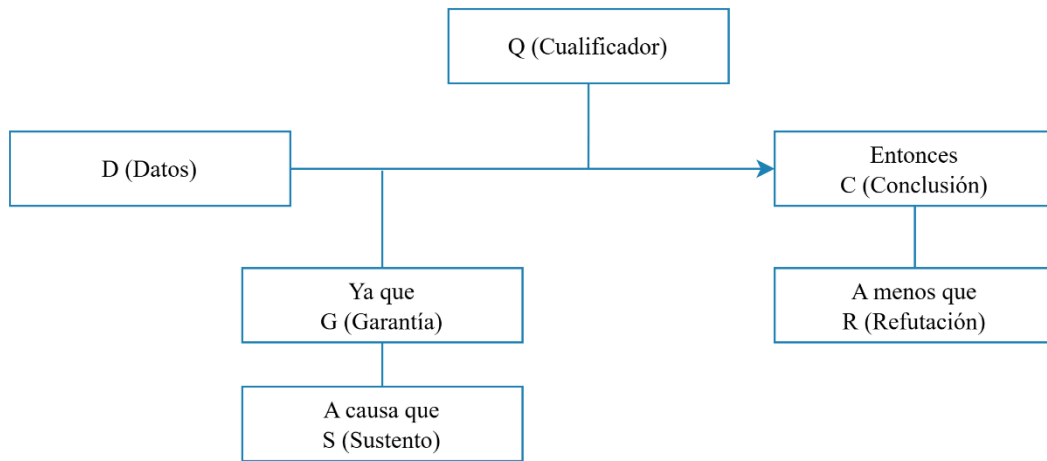 Q (Cualificador)
D (Datos)
Entonces
C (Conclusión)
Ya que
G (Garantía)
A menos que
R (Refutación)
A causa que
S (Sustento)